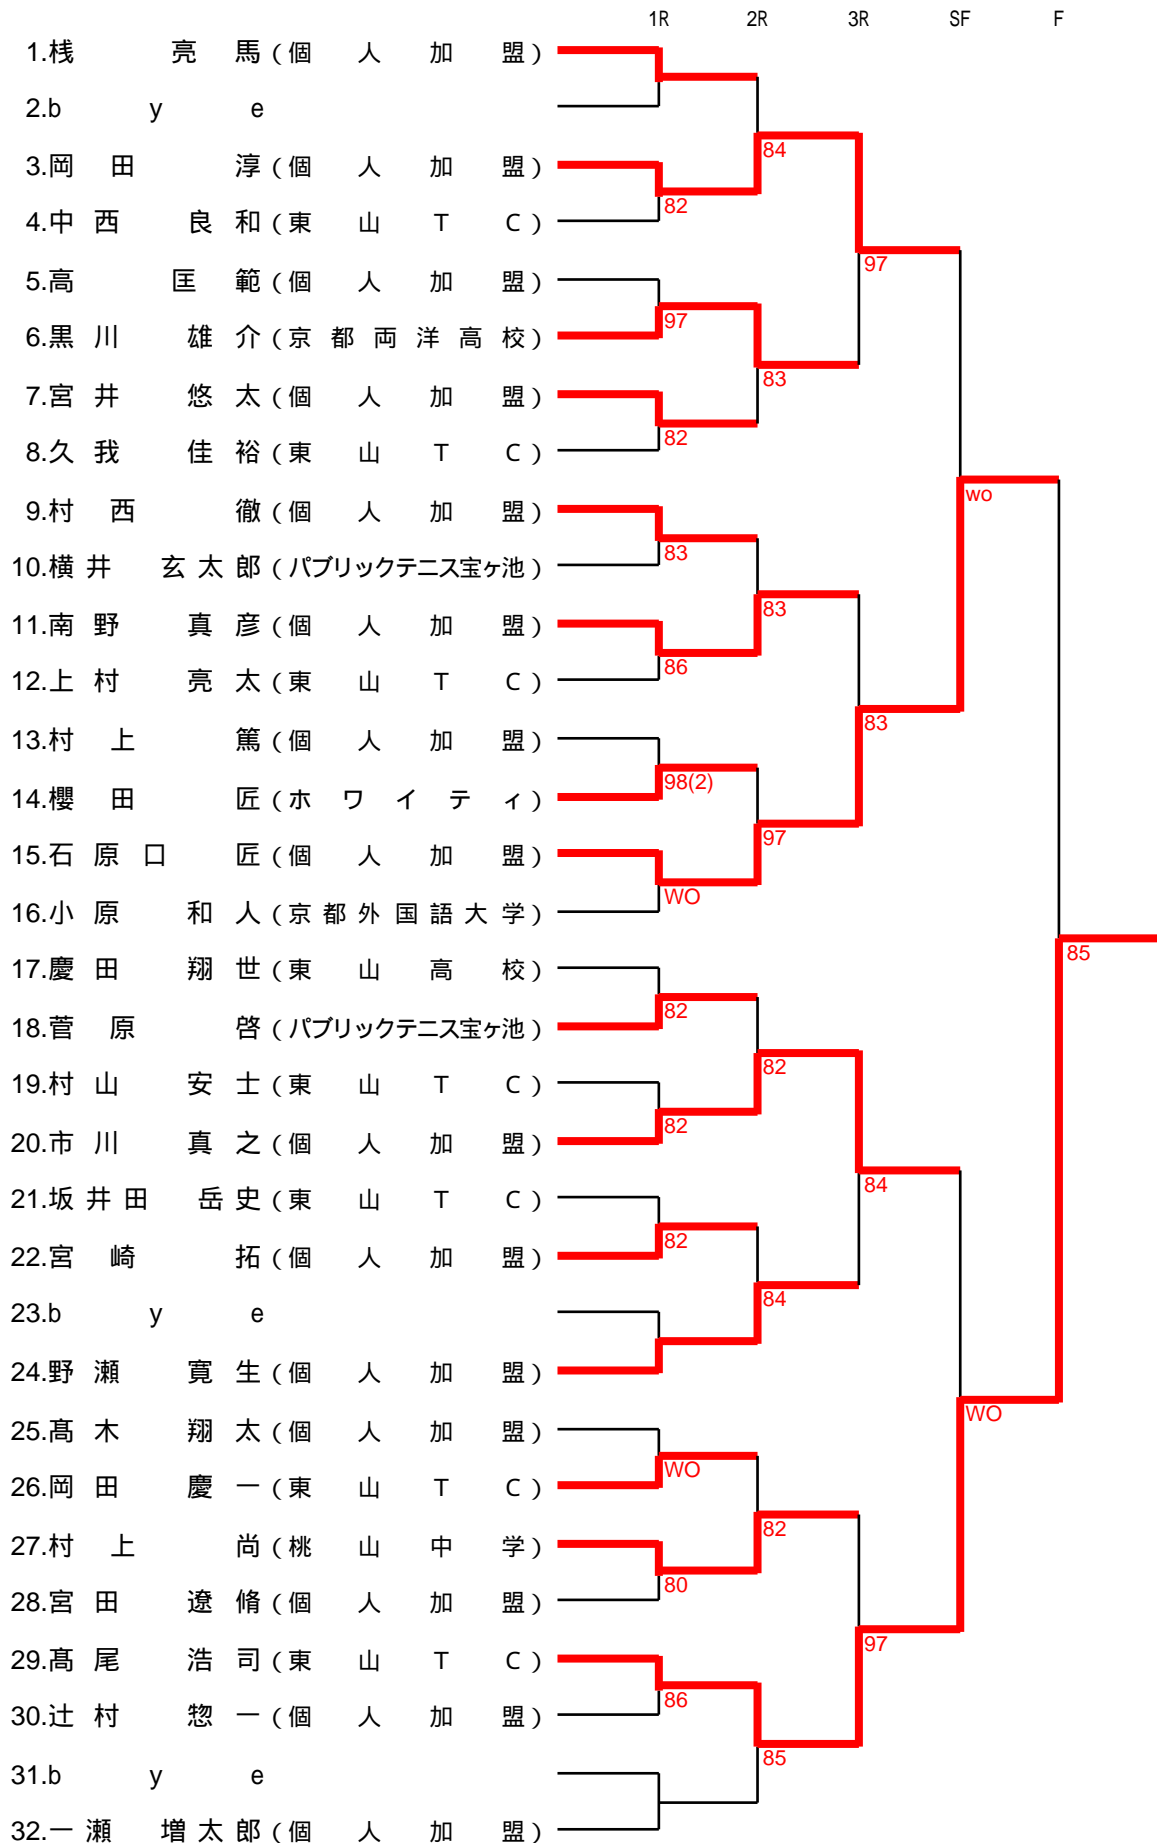 1R 2R 3R SF F
1.桟 亮 馬 (個 人 加 盟)
2.b y e
84
3.岡 田 淳 (個 人 加 盟)
82
4.中 西 良 和 (東 山 T C)
97
5.高 匡 範 (個 人 加 盟)
97
6.黒 川 雄 介 (京 都 両 洋 高 校)
83
7.宮 井 悠 太 (個 人 加 盟)
82
8.久 我 佳 裕 (東 山 T C)
wo
9.村 西 徹 (個 人 加 盟)
83
10.横 井 玄 太 郎 (パブリックテニス宝ヶ池)
83
11.南 野 真 彦 (個 人 加 盟)
86
12.上 村 亮 太 (東 山 T C)
83
13.村 上 篤 (個 人 加 盟)
98(2)
14.櫻 田 匠 (ホ ワ イ テ ィ)
97
15.石 原 口 匠 (個 人 加 盟)
WO
16.小 原 和 人 (京 都 外 国 語 大 学)
85
17.慶 田 翔 世 (東 山 高 校)
82
18.菅 原 啓 (パブリックテニス宝ヶ池)
82
19.村 山 安 士 (東 山 T C)
82
20.市 川 真 之 (個 人 加 盟)
84
21.坂 井 田 岳 史 (東 山 T C)
82
22.宮 崎 拓 (個 人 加 盟)
84
23.b y e
24.野 瀬 寛 生 (個 人 加 盟)
WO
25.髙 木 翔 太 (個 人 加 盟)
WO
26.岡 田 慶 一 (東 山 T C)
82
27.村 上 尚 (桃 山 中 学)
80
28.宮 田 遼 脩 (個 人 加 盟)
97
29.髙 尾 浩 司 (東 山 T C)
86
30.辻 村 惣 一 (個 人 加 盟)
85
31.b y e
32.一 瀬 増 太 郎 (個 人 加 盟)